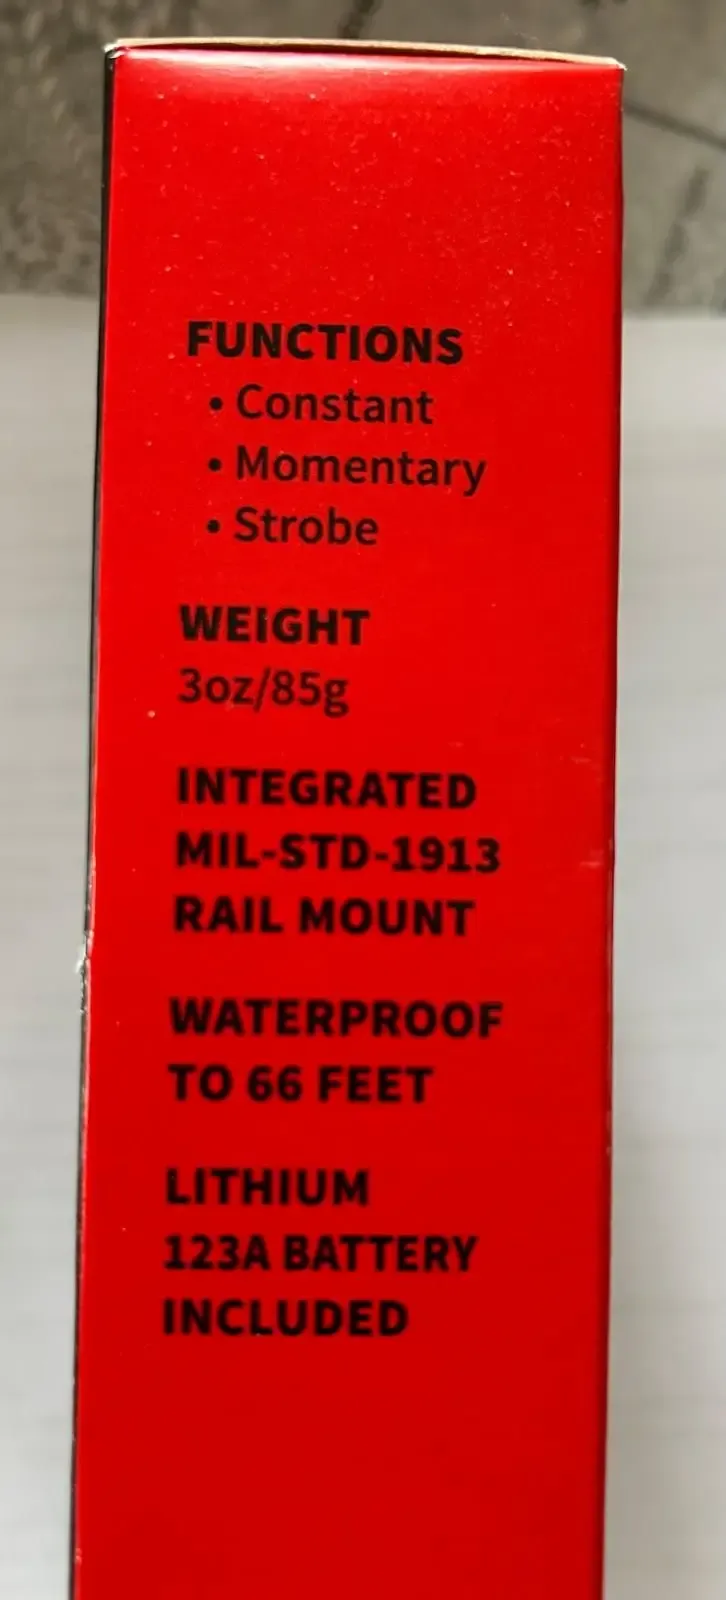 FUNCTIONS
• Constant
• Momentary
• Strobe
WEIGHT
3oz/85g
INTEGRATED
MIL-STD-1913
RAIL MOUNT
WATERPROOF
TO 66 FEET
LITHIUM
123A BATTERY
INCLUDED